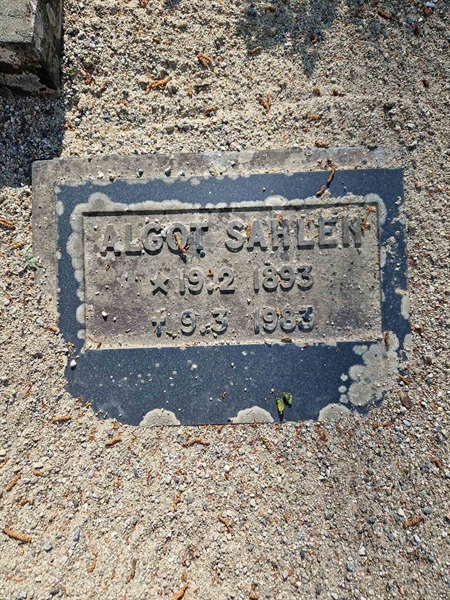 ALGOT SAHLEN
* 19.2 1893
† 9.3 1983